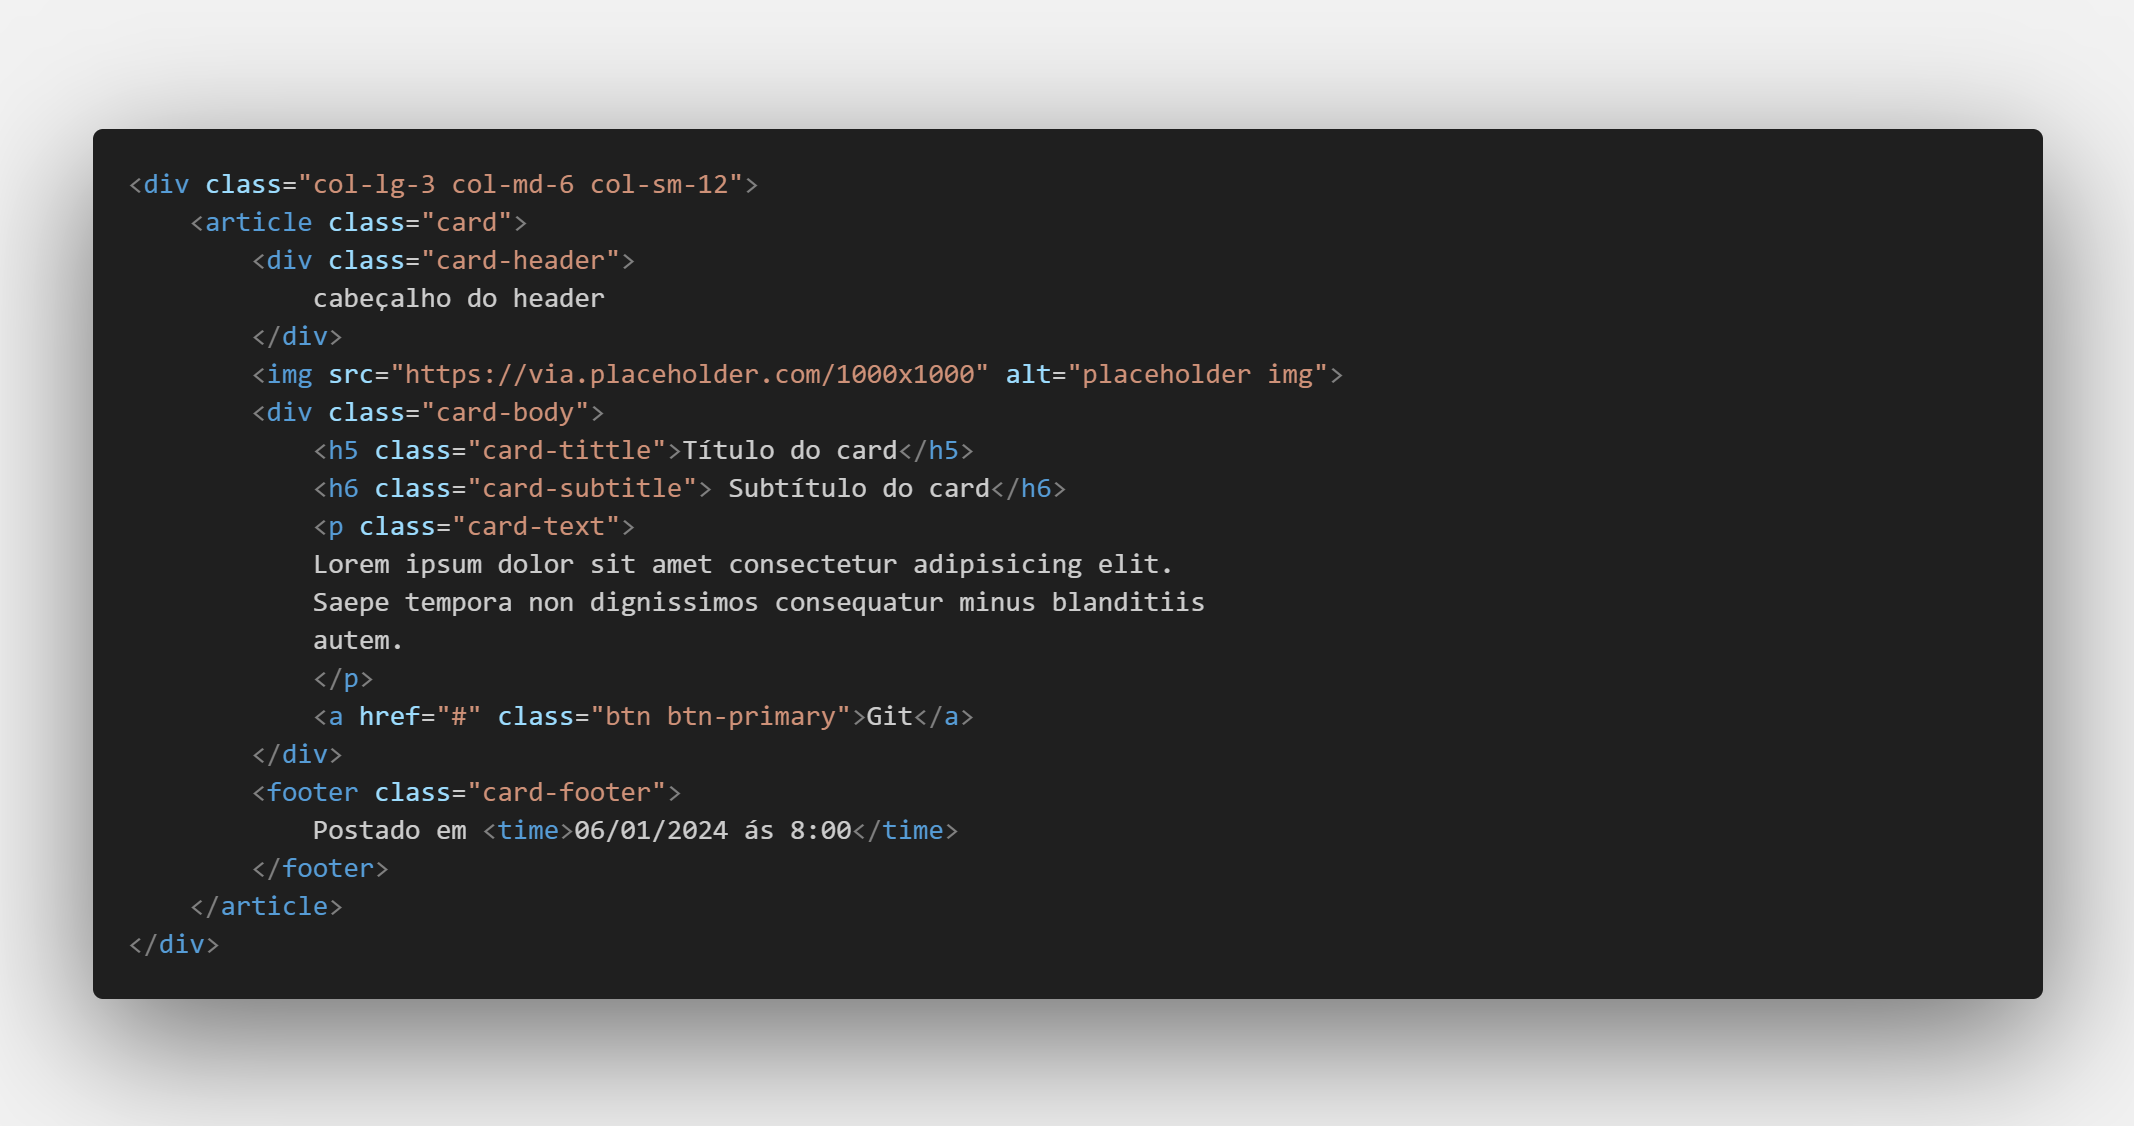 <div class="col-lg-3 col-md-6 col-sm-12">
    <article class="card">
        <div class="card-header">
            cabeçalho do header
        </div>
        <img src="https://via.placeholder.com/1000x1000" alt="placeholder img">
        <div class="card-body">
            <h5 class="card-tittle">Título do card</h5>
            <h6 class="card-subtitle"> Subtítulo do card</h6>
            <p class="card-text">
            Lorem ipsum dolor sit amet consectetur adipisicing elit.
            Saepe tempora non dignissimos consequatur minus blanditiis
            autem.
            </p>
            <a href="#" class="btn btn-primary">Git</a>
        </div>
        <footer class="card-footer">
            Postado em <time>06/01/2024 ás 8:00</time>
        </footer>
    </article>
</div>